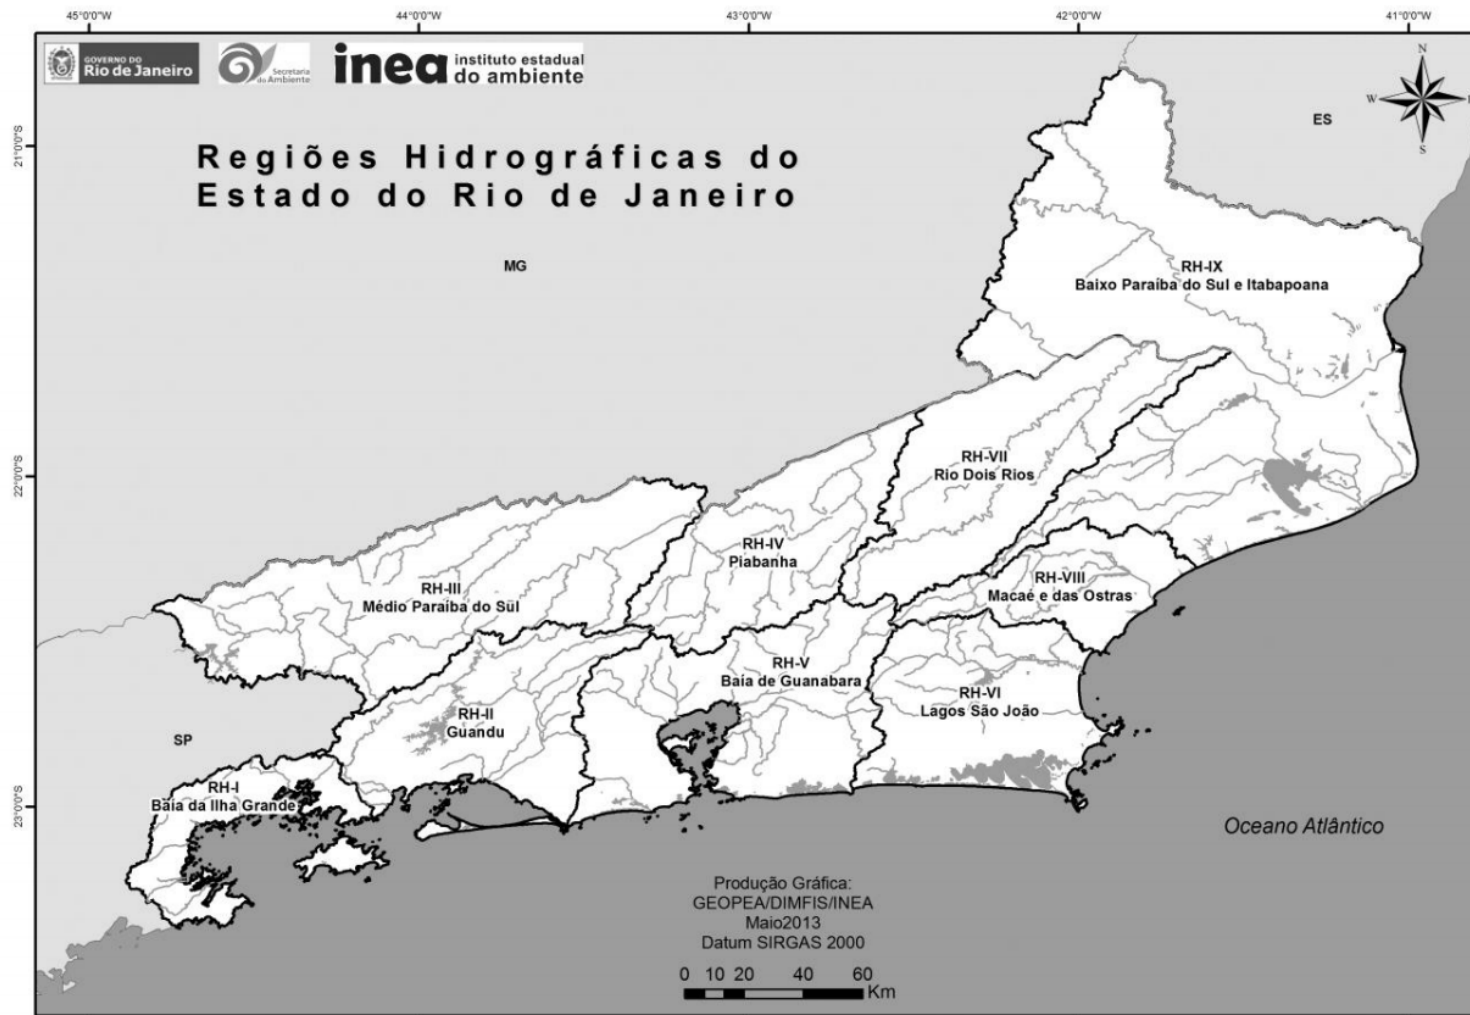 45°0'0"W 44°0'0"W 43°0'0"W 42°0'0"W 41°0'0"W
GOVERNO DO
Rio de Janeiro
Secretaria
do Ambiente
inea instituto estadual
do ambiente
N
W
S
ES
21°0'0"S
Regiões Hidrográficas do
Estado do Rio de Janeiro
MG
RH-IX
Baixo Paraíba do Sul e Itabapoana
RH-VII
Rio Dois Rios
22°0'0"S
RH-IV
Piabanha
RH-VIII
Macaé e das Ostras
RH-III
Médio Paraíba do Sul
RH-V
Baía de Guanabara
RH-VI
Lagos São João
RH-II
Guandu
SP
RH-I
Baía da Ilha Grande
23°0'0"S
Oceano Atlântico
Produção Gráfica:
GEOPEA/DIMFIS/INEA
Maio2013
Datum SIRGAS 2000
0 10 20 40 60
Km